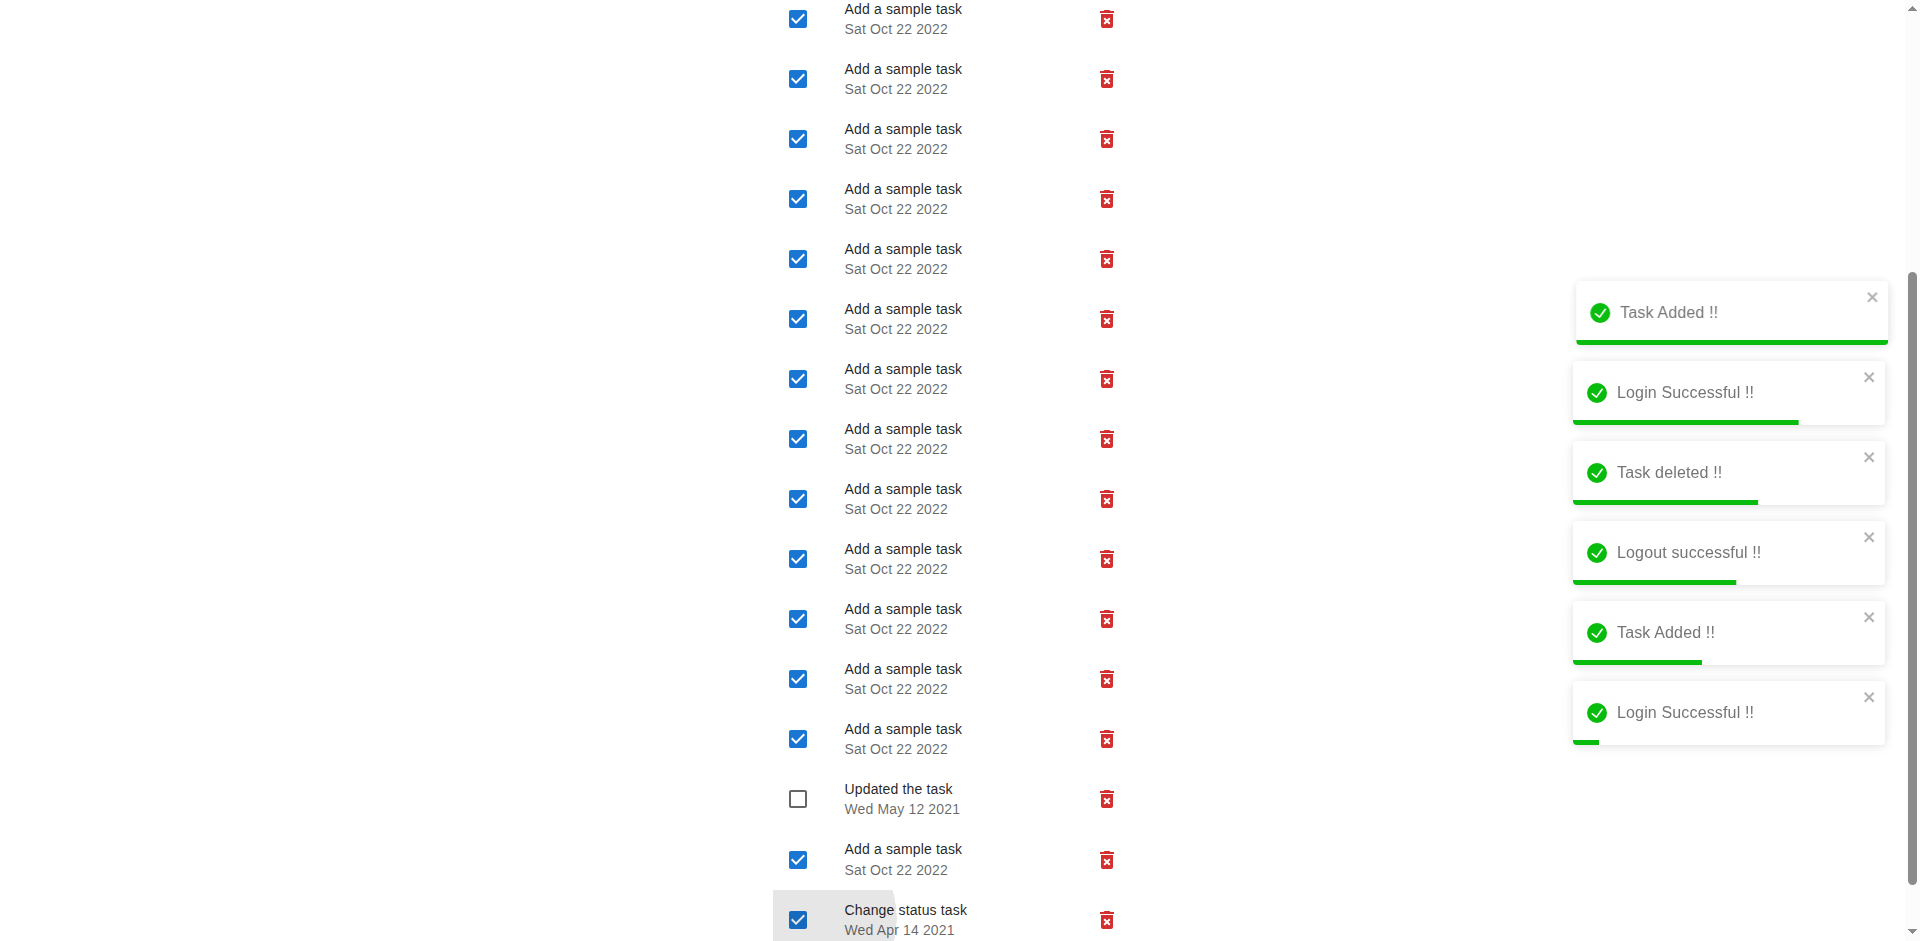 Add a sample task
Sat Oct 22 2022
Add a sample task
Sat Oct 22 2022
Add a sample task
Sat Oct 22 2022
Add a sample task
Sat Oct 22 2022
Add a sample task
Sat Oct 22 2022
Add a sample task
Sat Oct 22 2022
Add a sample task
Sat Oct 22 2022
Add a sample task
Sat Oct 22 2022
Add a sample task
Sat Oct 22 2022
Add a sample task
Sat Oct 22 2022
Add a sample task
Sat Oct 22 2022
Add a sample task
Sat Oct 22 2022
Add a sample task
Sat Oct 22 2022
Updated the task
Wed May 12 2021
Add a sample task
Sat Oct 22 2022
Change status task
Wed Apr 14 2021
Task Added !!
Login Successful !!
Task deleted !!
Logout successful !!
Task Added !!
Login Successful !!